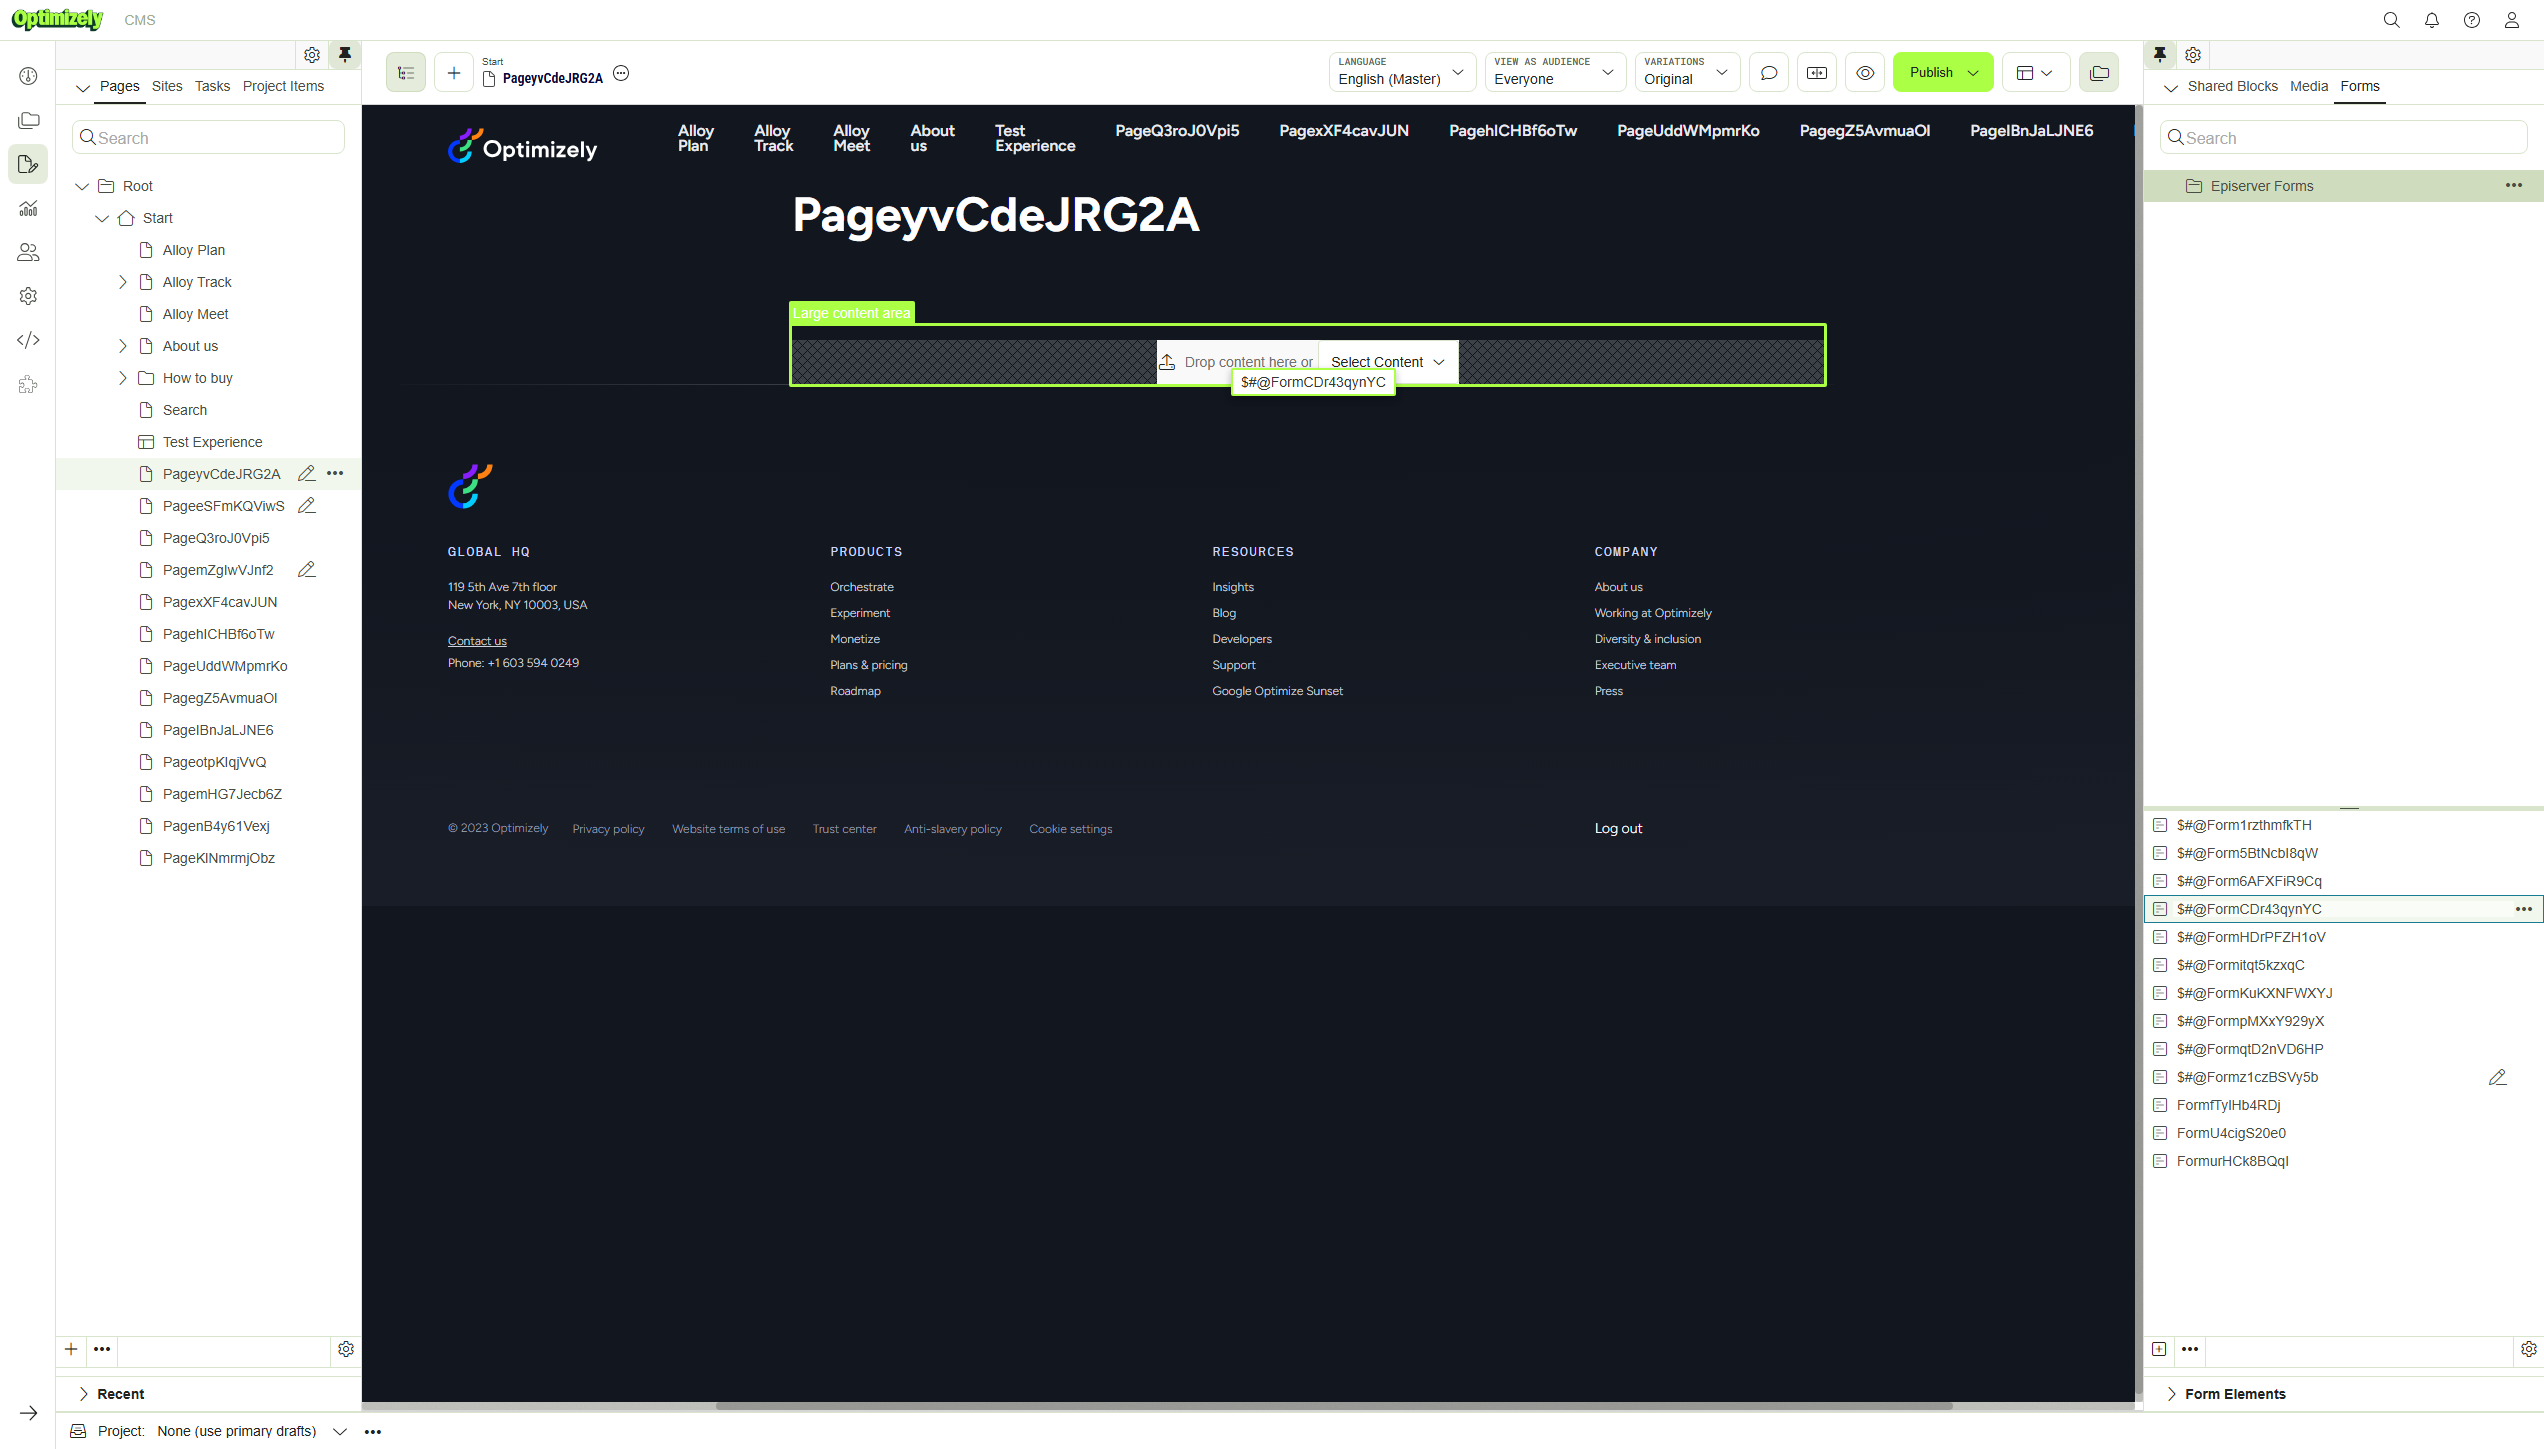 Optimizely CMS
Pages Sites Tasks Project Items
Search
Root
Start
Alloy Plan
Alloy Track
Alloy Meet
About us
How to buy
Search
Test Experience
PageyvCdeJRG2A
PageeSFmKQViwS
PageQ3roJ0Vpi5
PagemZgIwVJnf2
PagexXF4cavJUN
PagehICHBf6oTw
PageUddWMpmrKo
PagegZ5AvmuaOl
PageIBnJaLJNE6
PageotpKIqjVvQ
PagemHG7Jecb6Z
PagenB4y61Vexj
PageKlNmrmjObz
Recent
Project: None (use primary drafts)
Start
PageyvCdeJRG2A
LANGUAGE
English (Master)
VIEW AS AUDIENCE
Everyone
VARIATIONS
Original
Publish
Optimizely
Alloy Plan
Alloy Track
Alloy Meet
About us
Test Experience
PageQ3roJ0Vpi5
PagexXF4cavJUN
PagehICHBf6oTw
PageUddWMpmrKo
PagegZ5AvmuaOl
PageIBnJaLJNE6
PageyvCdeJRG2A
Large content area
Drop content here or Select Content
$#@FormCDr43qynYC
GLOBAL HQ
119 5th Ave 7th floor
New York, NY 10003, USA
Contact us
Phone: +1 603 594 0249
PRODUCTS
Orchestrate
Experiment
Monetize
Plans & pricing
Roadmap
RESOURCES
Insights
Blog
Developers
Support
Google Optimize Sunset
COMPANY
About us
Working at Optimizely
Diversity & inclusion
Executive team
Press
© 2023 Optimizely Privacy policy Website terms of use Trust center Anti-slavery policy Cookie settings Log out
Shared Blocks Media Forms
Search
Episerver Forms
$#@Form1rzthmfkTH
$#@Form5BtNcbI8qW
$#@Form6AFXFiR9Cq
$#@FormCDr43qynYC
$#@FormHDrPFZH1oV
$#@Formitqt5kzxqC
$#@FormKuKXNFWXYJ
$#@FormpMXxY929yX
$#@FormqtD2nVD6HP
$#@Formz1czBSVy5b
FormfTyIHb4RDj
FormU4cigS20e0
FormurHCk8BQqI
Form Elements